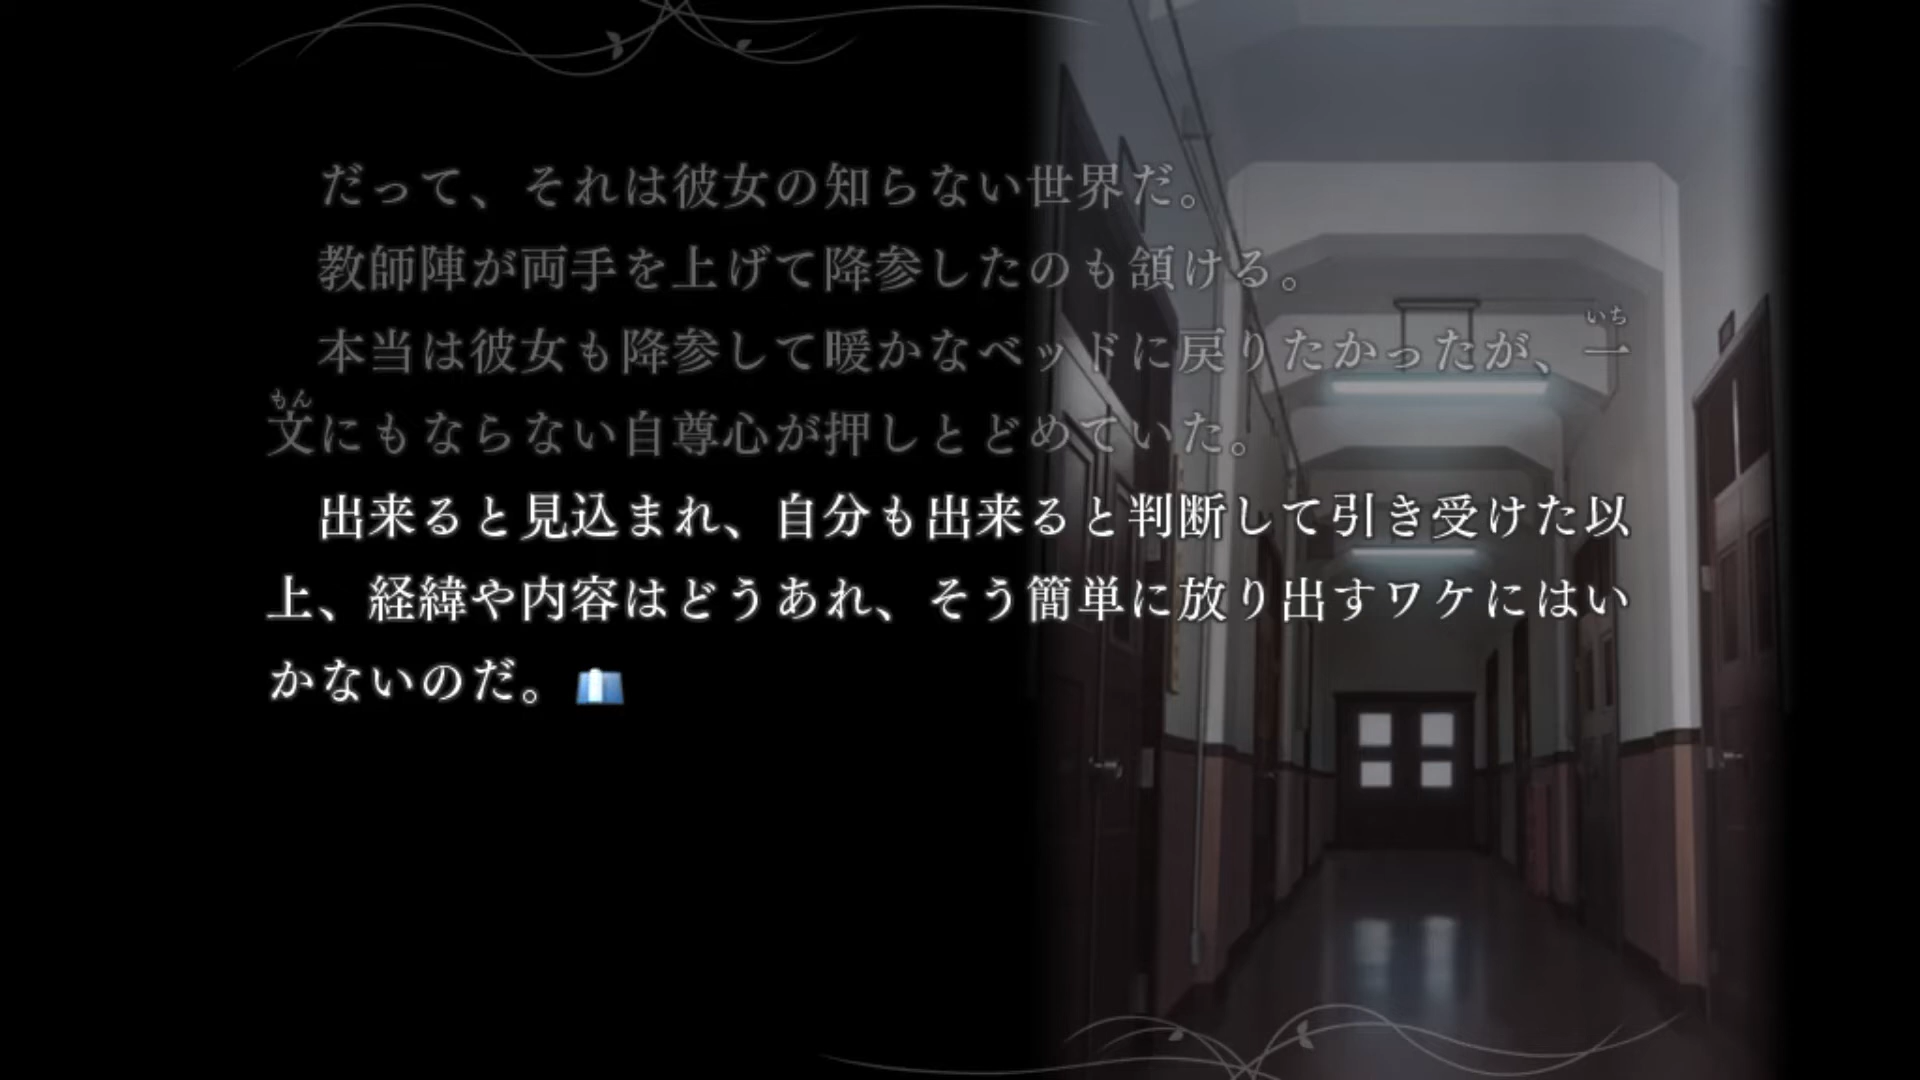 だって、それは彼女の知らない世界だ。
教師陣が両手を上げて降参したのも頷ける。
いち
本当は彼女も降参して暖かなベッドに戻りたかったが、一
もん
文にもならない自尊心が押しとどめていた。
出来ると見込まれ、自分も出来ると判断して引き受けた以
上、経緯や内容はどうあれ、そう簡単に放り出すワケにはい
かないのだ。